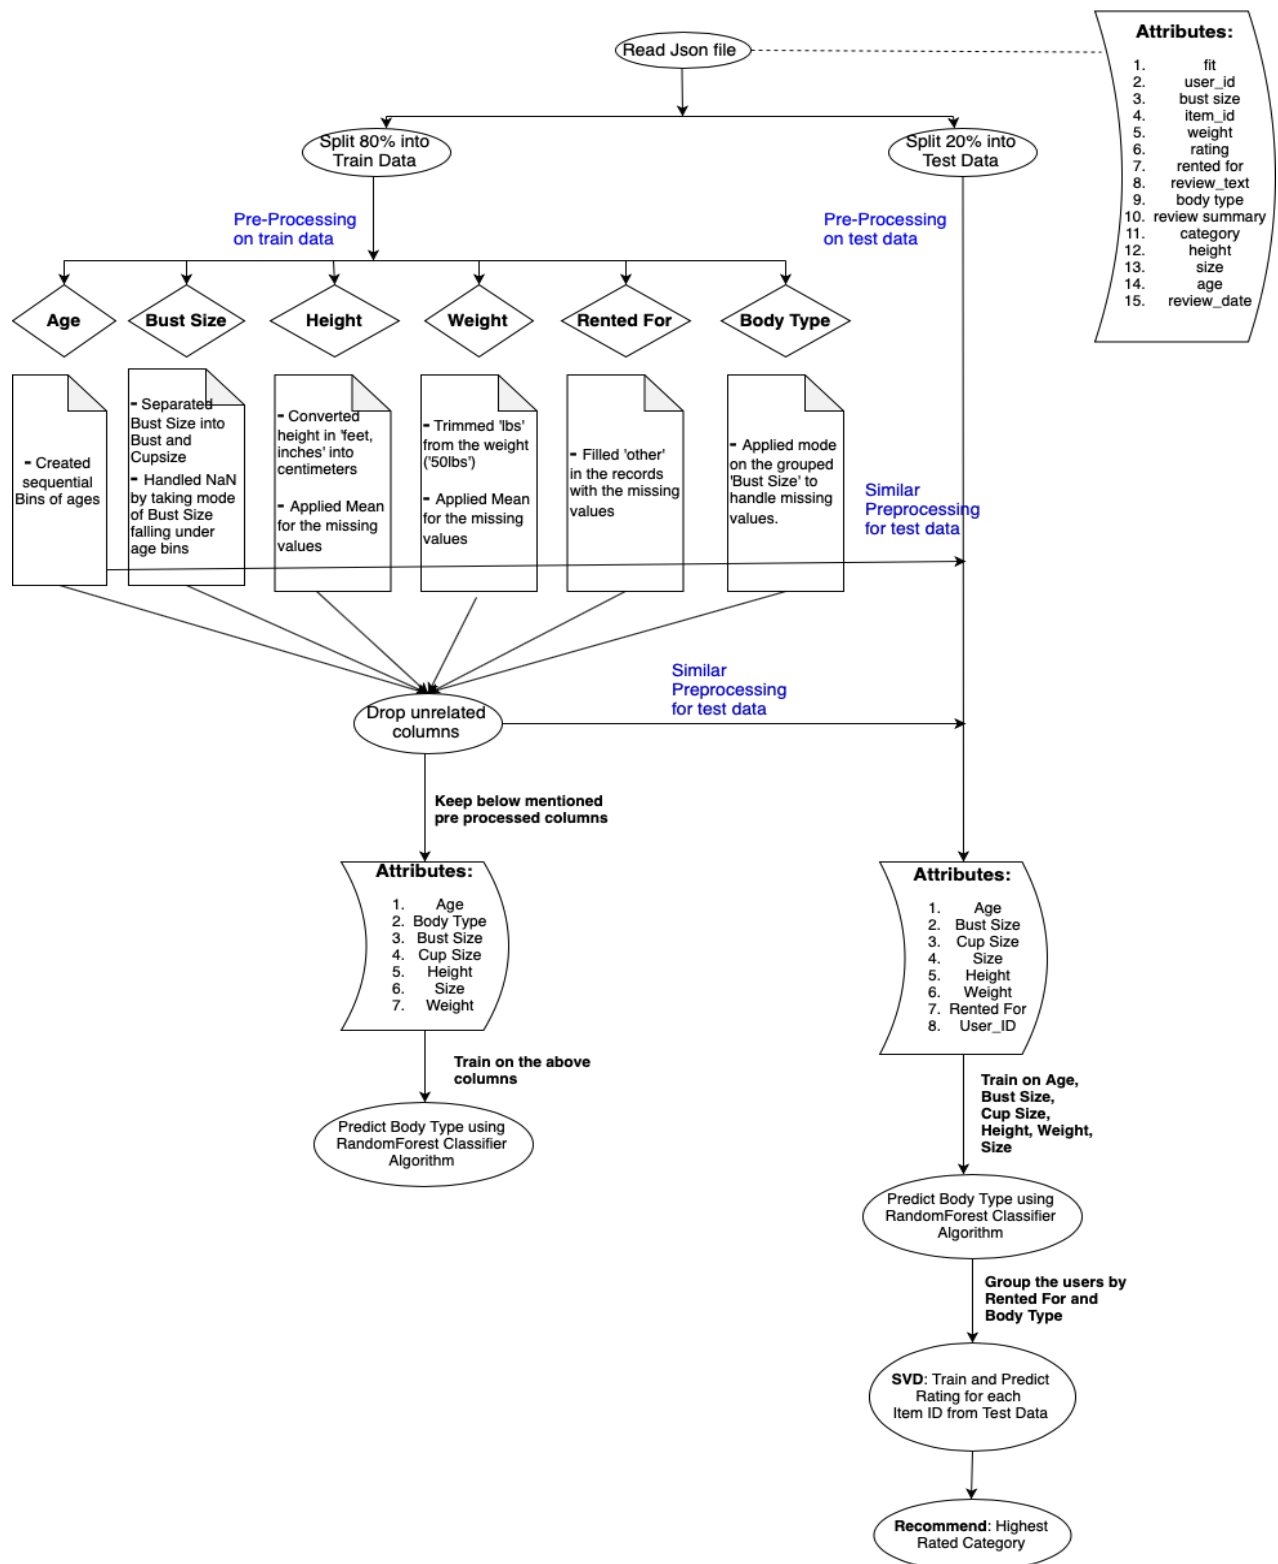 Read Json file
Attributes:
1. fit
2. user_id
3. bust size
4. item_id
5. weight
6. rating
7. rented for
8. review_text
9. body type
10. review summary
11. category
12. height
13. size
14. age
15. review_date
Split 80% into
Train Data
Split 20% into
Test Data
Pre-Processing
on train data
Pre-Processing
on test data
Age
Bust Size
Height
Weight
Rented For
Body Type
- Created
sequential
Bins of ages
- Separated
Bust Size into
Bust and
Cupsize
- Handled NaN
by taking mode
of Bust Size
falling under
age bins
- Converted
height in 'feet,
inches' into
centimeters
- Applied Mean
for the missing
values
- Trimmed 'lbs'
from the weight
('50lbs')
- Applied Mean
for the missing
values
- Filled 'other'
in the records
with the missing
values
- Applied mode
on the grouped
'Bust Size' to
handle missing
values.
Similar
Preprocessing
for test data
Drop unrelated
columns
Similar
Preprocessing
for test data
Keep below mentioned
pre processed columns
Attributes:
1. Age
2. Body Type
3. Bust Size
4. Cup Size
5. Height
6. Size
7. Weight
Train on the above
columns
Predict Body Type using
RandomForest Classifier
Algorithm
Attributes:
1. Age
2. Bust Size
3. Cup Size
4. Size
5. Height
6. Weight
7. Rented For
8. User_ID
Train on Age,
Bust Size,
Cup Size,
Height, Weight,
Size
Predict Body Type using
RandomForest Classifier
Algorithm
Group the users by
Rented For and
Body Type
SVD: Train and Predict
Rating for each
Item ID from Test Data
Recommend: Highest
Rated Category